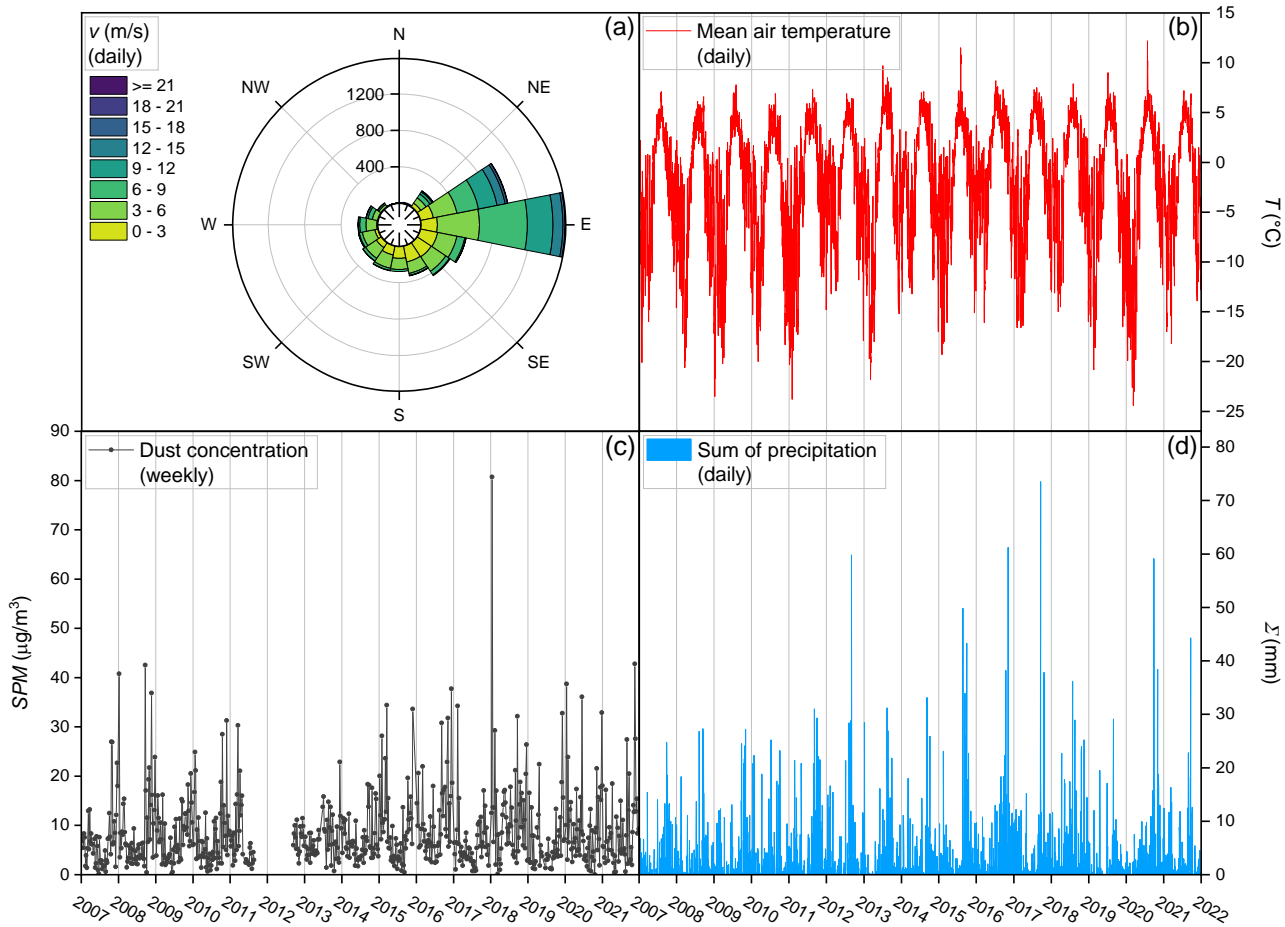 v (m/s)
(daily)
>= 21
18 - 21
15 - 18
12 - 15
9 - 12
6 - 9
3 - 6
0 - 3
(a)
N
NE
E
SE
S
SW
W
NW
1200
800
400
(b)
Mean air temperature
(daily)
15
10
5
0
−5
−10
−15
−20
−25
T (°C)
(c)
Dust concentration
(weekly)
90
80
70
60
50
40
30
20
10
0
SPM (μg/m³)
2007 2008 2009 2010 2011 2012 2013 2014 2015 2016 2017 2018 2019 2020 2021
(d)
Sum of precipitation
(daily)
80
70
60
50
40
30
20
10
0
Σ (mm)
2007 2008 2009 2010 2011 2012 2013 2014 2015 2016 2017 2018 2019 2020 2021 2022